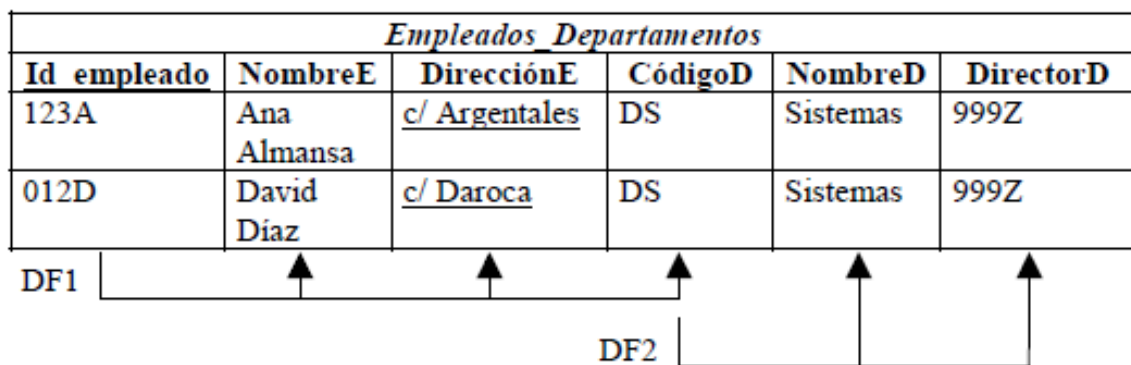 Empleados_Departamentos
Id_empleado NombreE DirecciónE CódigoD NombreD DirectorD
123A Ana Almansa c/ Argentales DS Sistemas 999Z
012D David Díaz c/ Daroca DS Sistemas 999Z
DF1
DF2